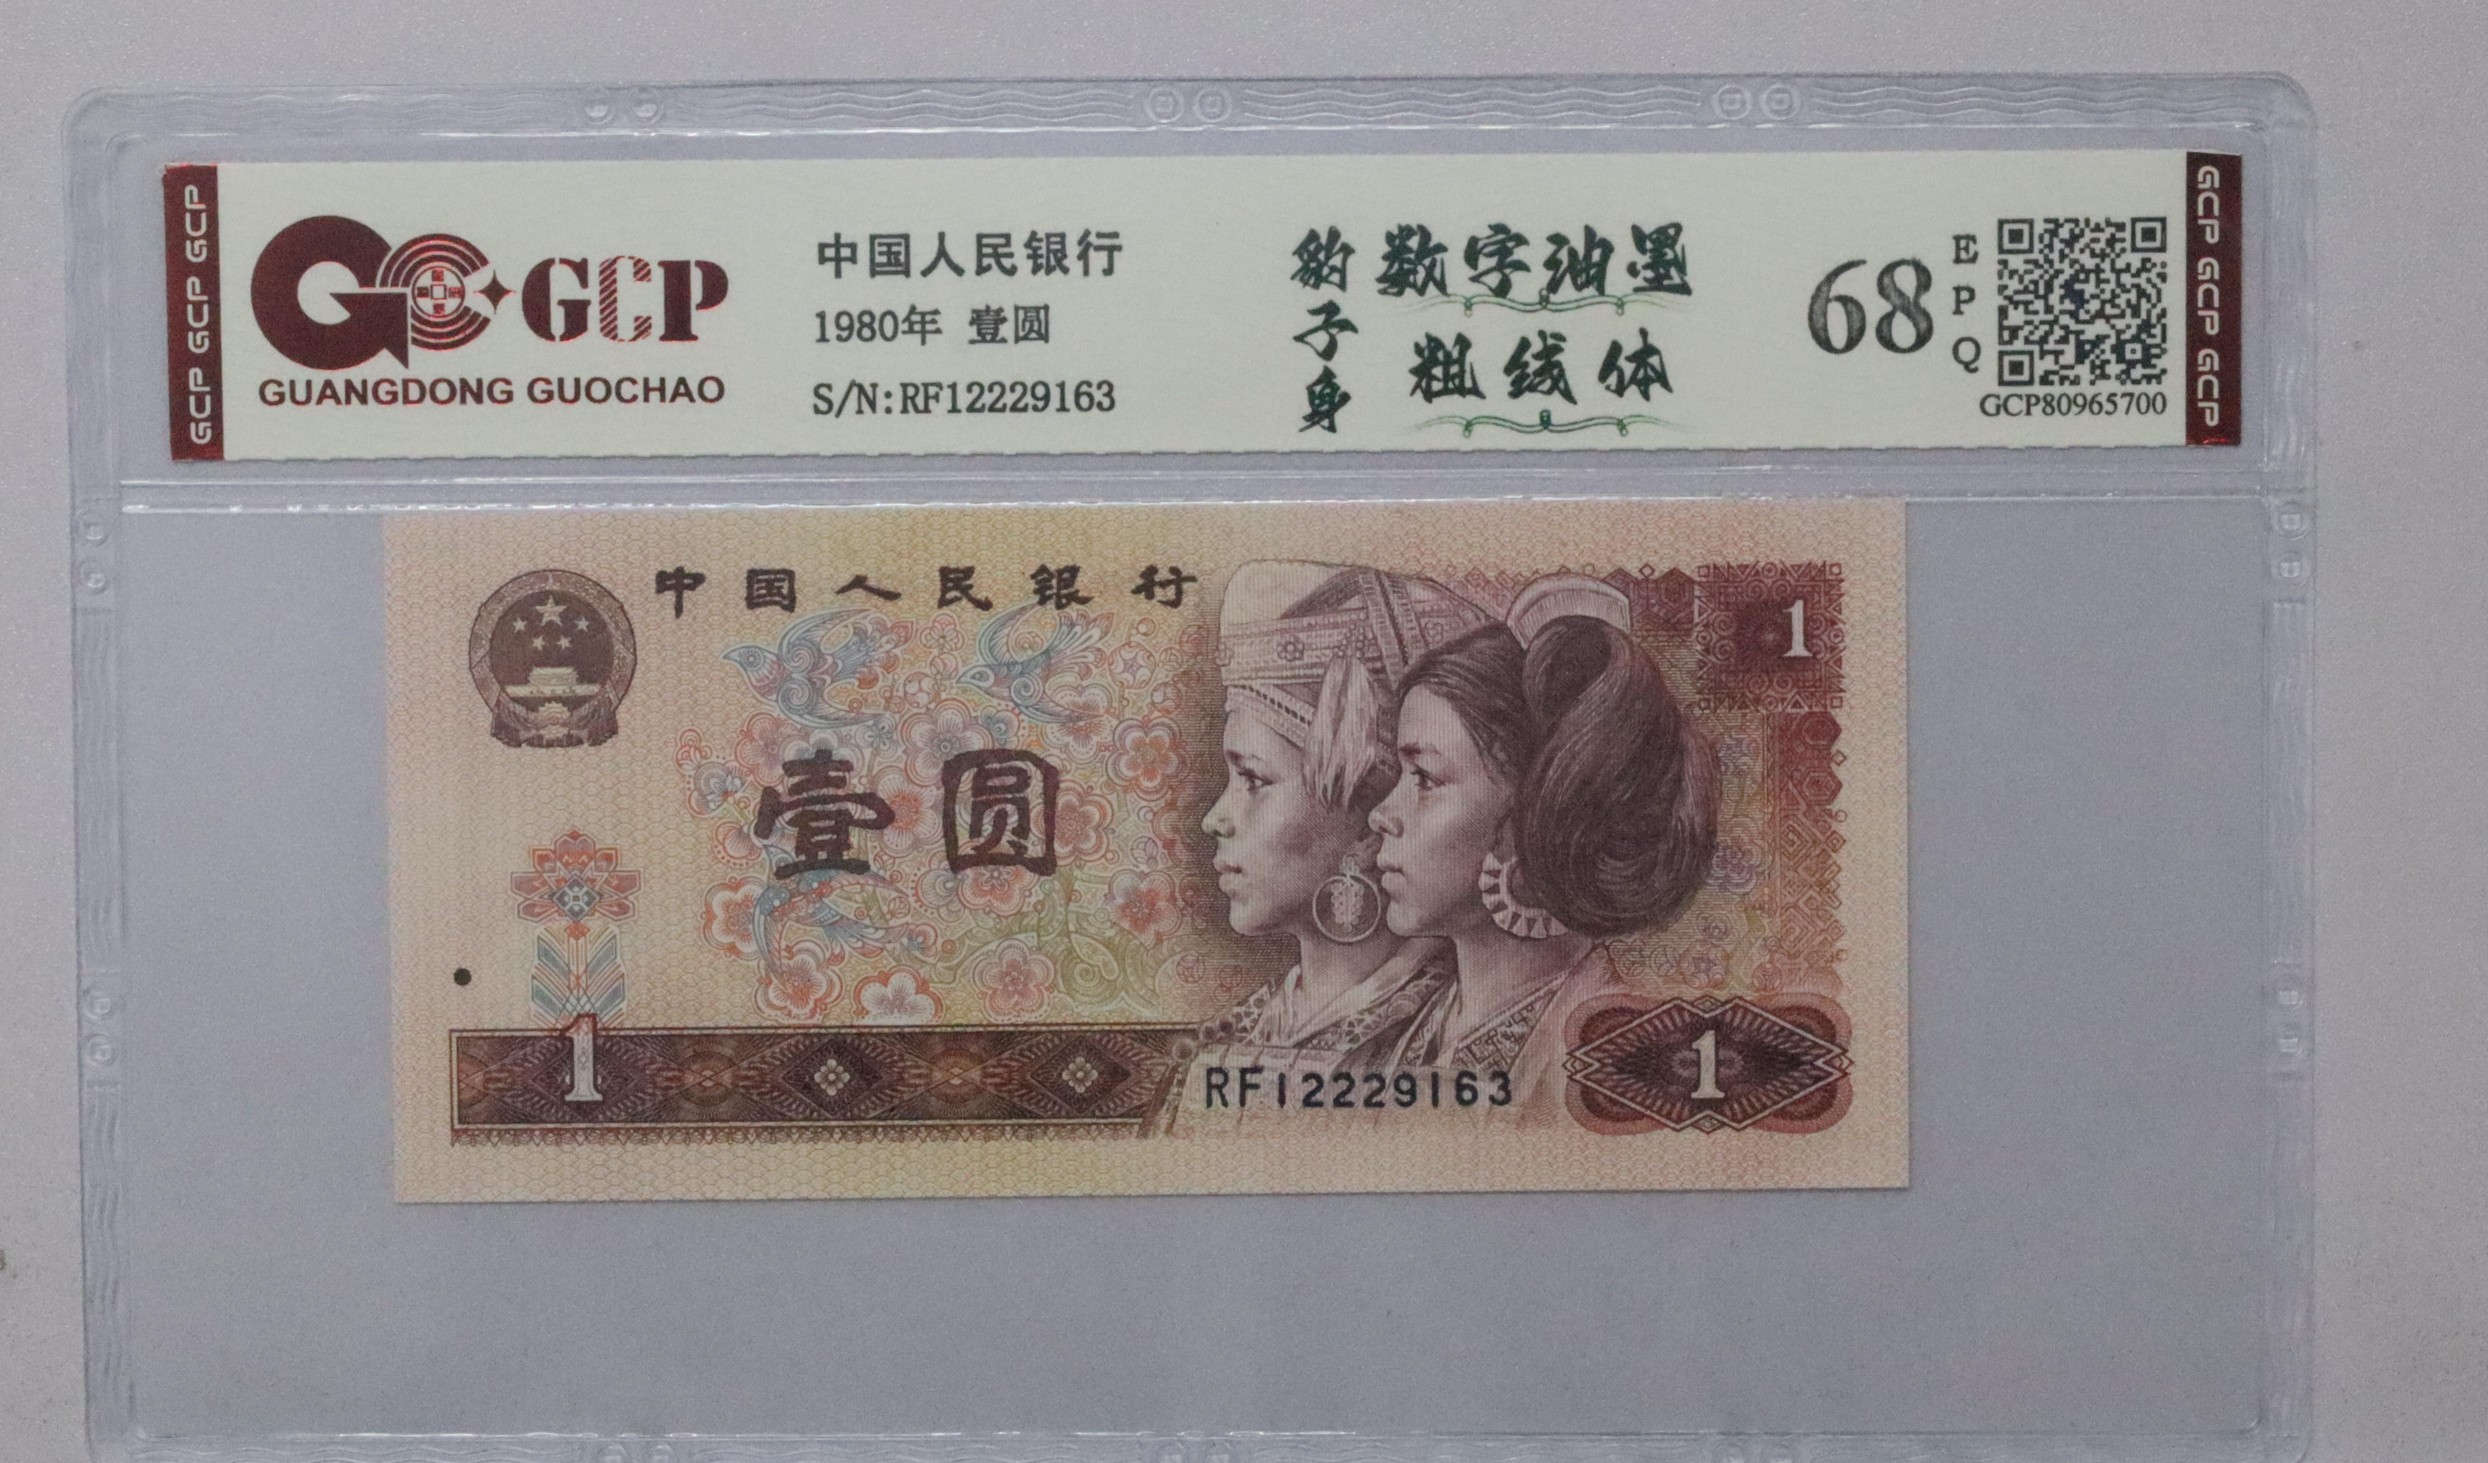 GCP GCP GCP
GCP
GUANGDONG GUOCHAO
中国人民银行
1980年 壹圆
S/N:RF12229163
豹子身
数字油墨
粗线体
68
EPQ
GCP80965700
GCP GCP GCP
中国人民银行
1
壹圆
1
RF12229163
1